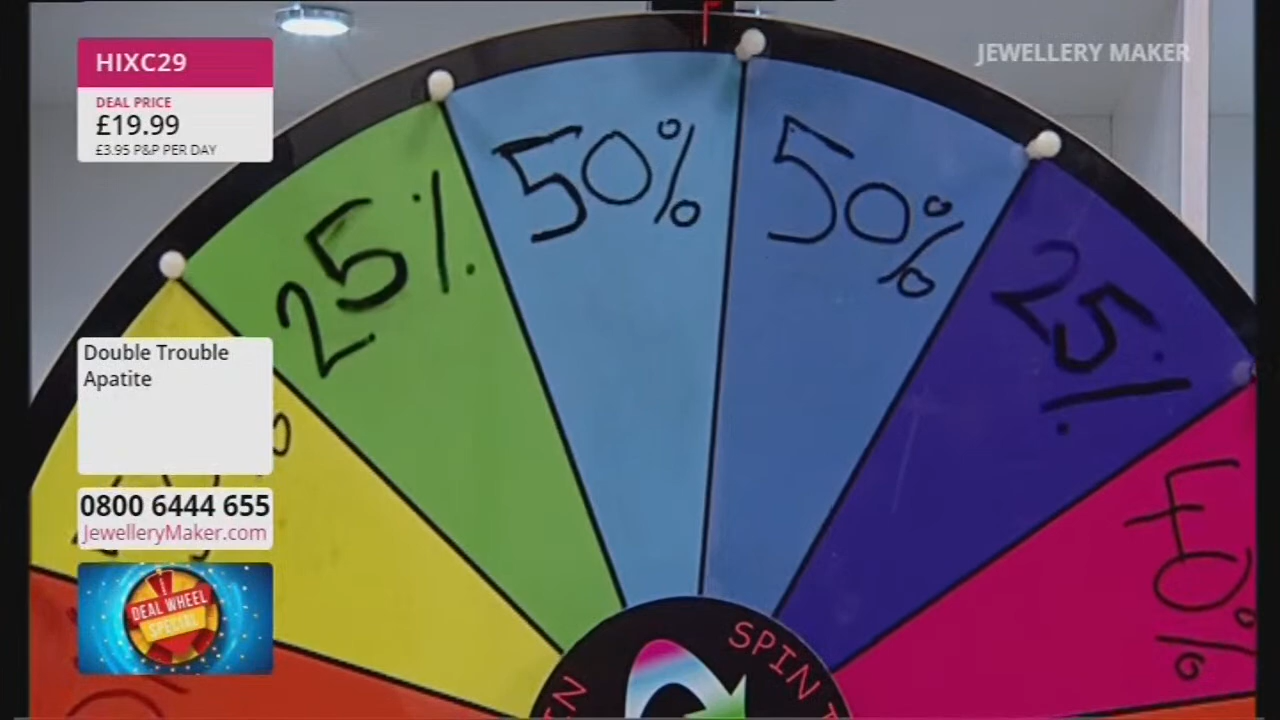 HIXC29
DEAL PRICE
£19.99
£3.95 P&P PER DAY
JEWELLERY MAKER
25%
50%
50%
25%
40%
Double Trouble
Apatite
0800 6444 655
JewelleryMaker.com
DEAL WHEEL
SPECIAL
SPIN